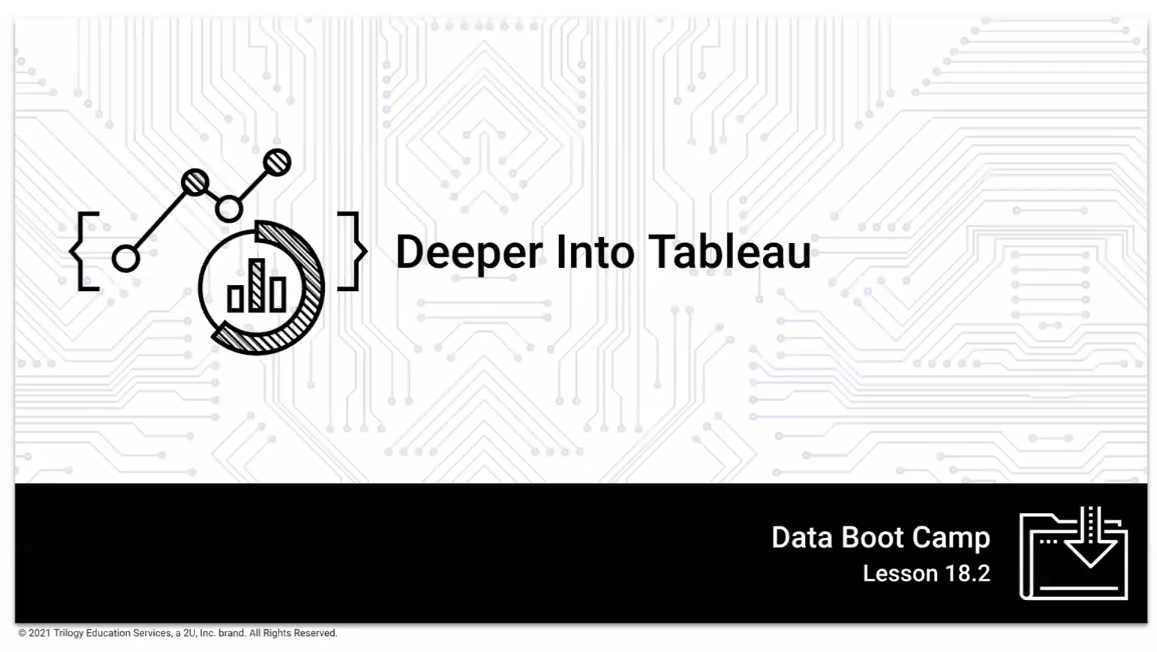 Deeper Into Tableau
Data Boot Camp
Lesson 18.2
© 2021 Trilogy Education Services, a 2U, Inc. brand. All Rights Reserved.